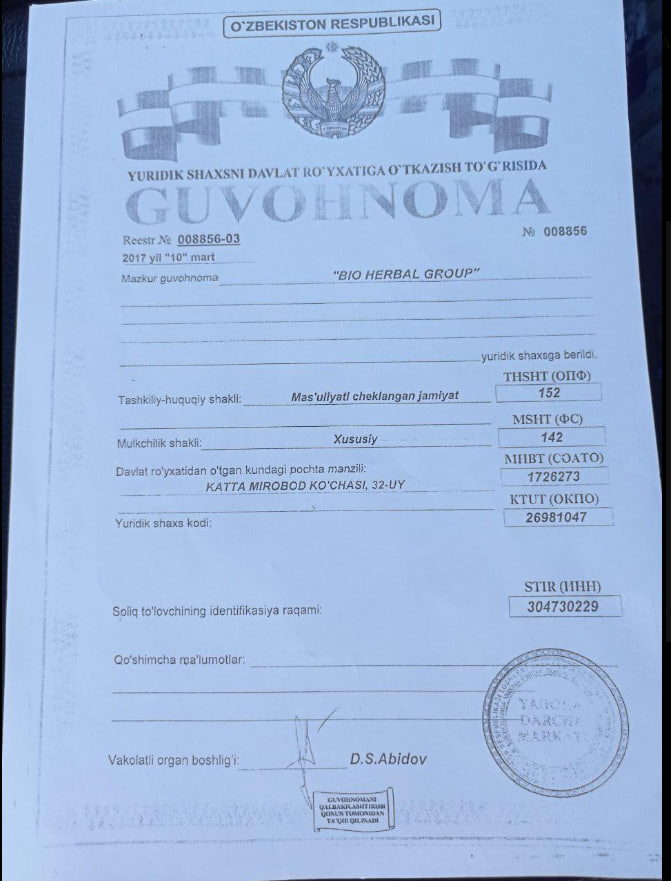 O'ZBEKISTON RESPUBLIKASI
YURIDIK SHAXSNI DAVLAT RO`YXATIGA O`TKAZISH TO`G`RISIDA
GUVOHNOMA
Reestr № 008856-03
№ 008856
2017 yil "10" mart
Mazkur guvohnoma "BIO HERBAL GROUP"
yuridik shaxsga berildi.
THSHT (ОПФ)
Tashkiliy-huquqiy shakli: Mas'uliyati cheklangan jamiyat 152
MSHT (ФС)
Mulkchilik shakli: Xususiy 142
MHBT (СОАТО)
Davlat ro'yxatidan o'tgan kundagi pochta manzili: 1726273
KATTA MIROBOD KO'CHASI, 32-UY
KTUT (ОКПО)
Yuridik shaxs kodi: 26981047
STIR (ИНН)
Soliq to'lovchining identifikasiya raqami: 304730229
Qo'shimcha ma'lumotlar:
YAGONA
DARCHA
MARKAZI
Vakolatli organ boshlig'i: D.S.Abidov
GUVOHNOMANI
QALBAKILASHTIRISH
QONUN TOMONIDAN
TA'QIB QILINADI